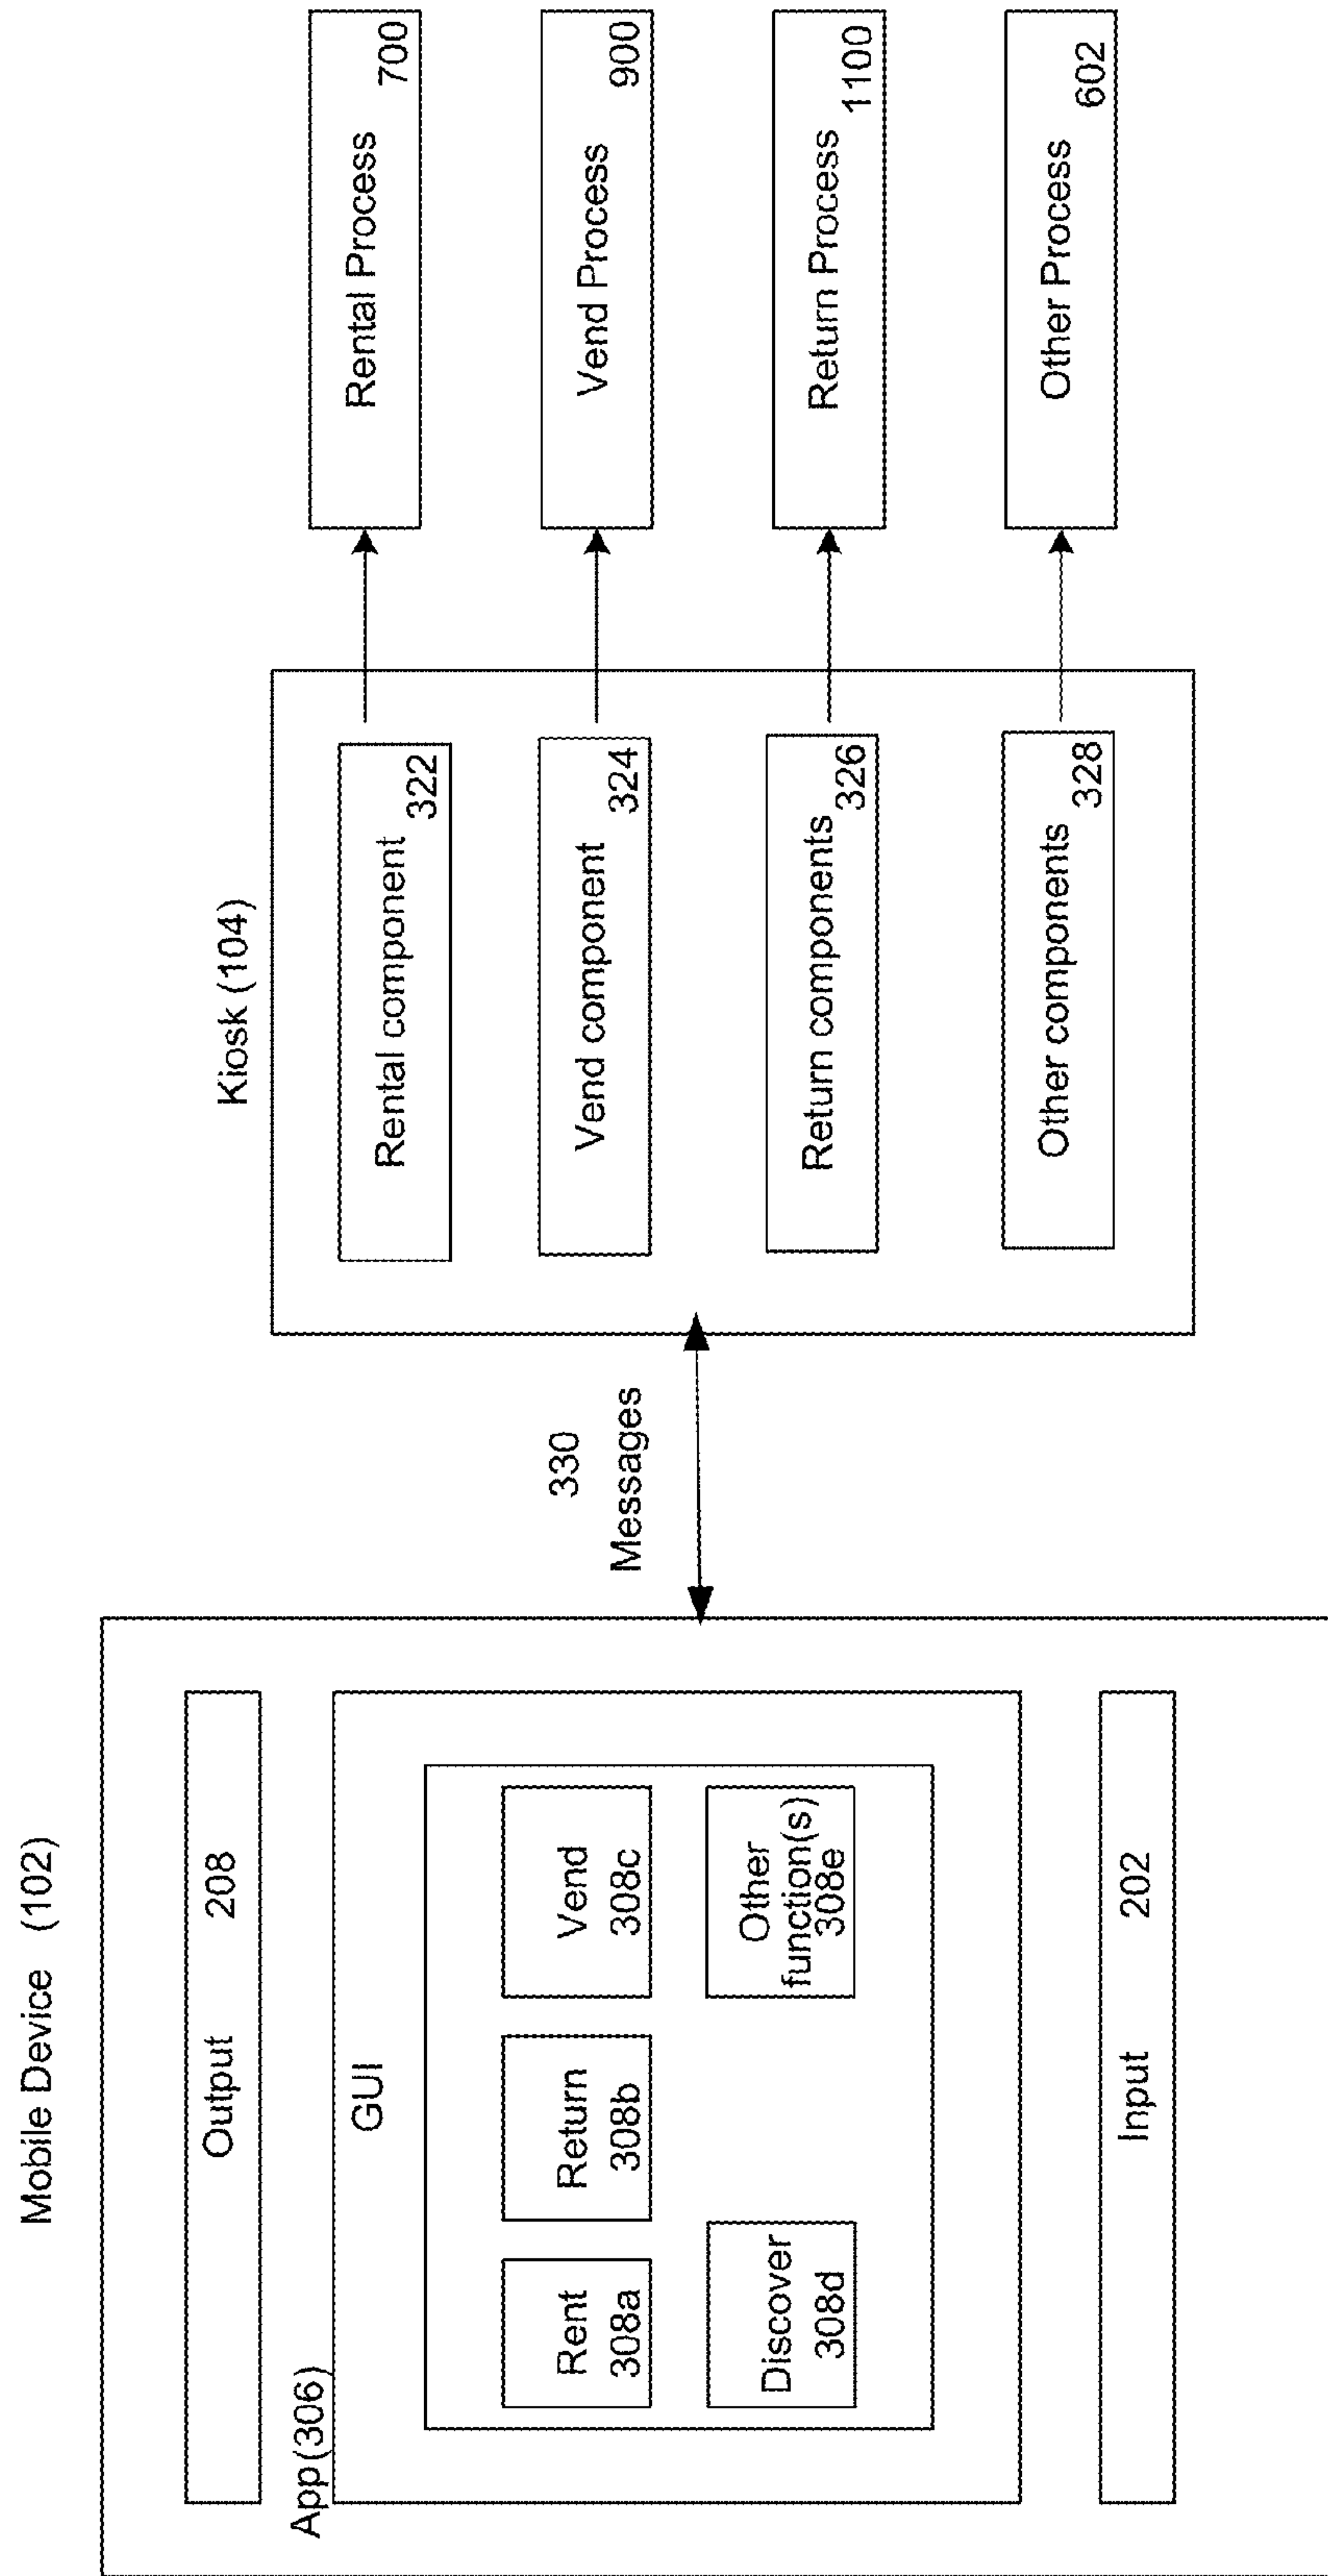 Mobile Device (102)
Output 208
App(306)
GUI
Rent
308a
Return
308b
Vend
308c
Discover
308d
Other
function(s)
308e
Input 202
330
Messages
Kiosk (104)
Rental component
322
Vend component
324
Return components
326
Other components
328
Rental Process
700
Vend Process
900
Return Process
1100
Other Process
602